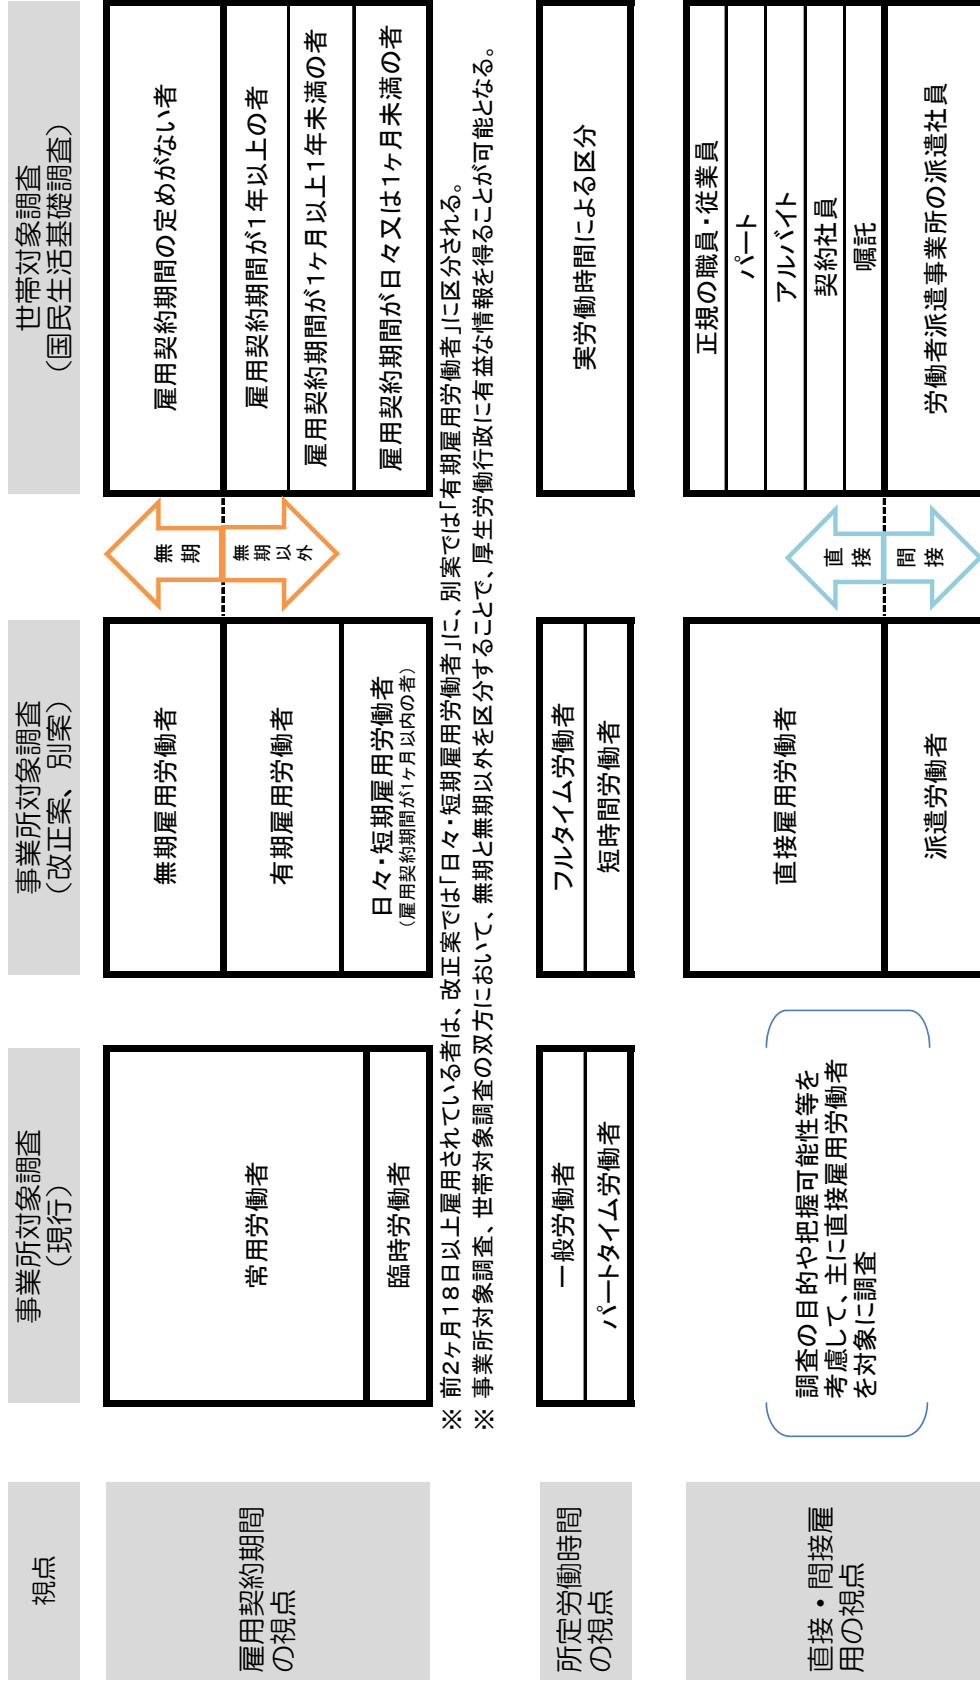 視点
事業所対象調査
（現行）
事業所対象調査
（改正案、別案）
世帯対象調査
（国民生活基礎調査）
雇用契約期間
の視点
常用労働者
臨時労働者
無期雇用労働者
有期雇用労働者
日々・短期雇用労働者
（雇用契約期間が1ヶ月以内の者）
無期
無期以外
雇用契約期間の定めがない者
雇用契約期間が1年以上の者
雇用契約期間が1ヶ月以上1年未満の者
雇用契約期間が日々又は1ヶ月未満の者
※ 前2ヶ月18日以上雇用されている者は、改正案では「日々・短期雇用労働者」に、別案では「有期雇用労働者」に区分される。
※ 事業所対象調査、世帯対象調査の双方において、無期と無期以外を区分することで、厚生労働行政に有益な情報を得ることが可能となる。
所定労働時間
の視点
一般労働者
パートタイム労働者
フルタイム労働者
短時間労働者
実労働時間による区分
直接・間接雇
用の視点
調査の目的や把握可能性等を
考慮して、主に直接雇用労働者
を対象に調査
直接雇用労働者
派遣労働者
直接
間接
正規の職員・従業員
パート
アルバイト
契約社員
嘱託
労働者派遣事業所の派遣社員